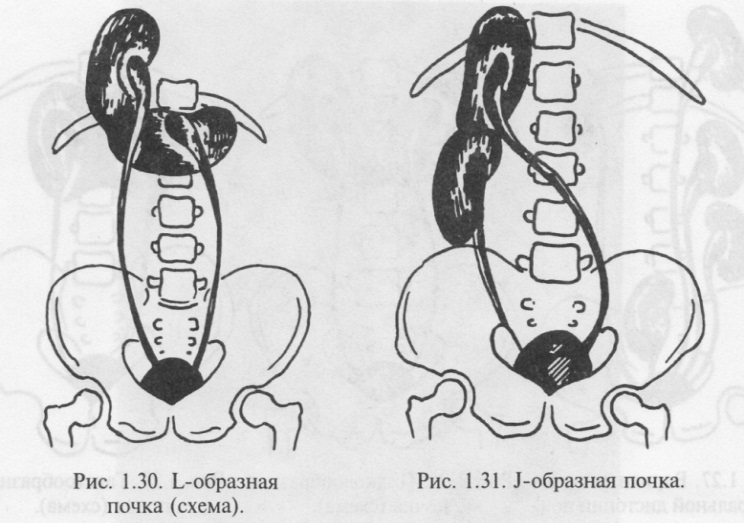 Рис. 1.30. L-образная
почка (схема).
Рис. 1.31. J-образная почка.